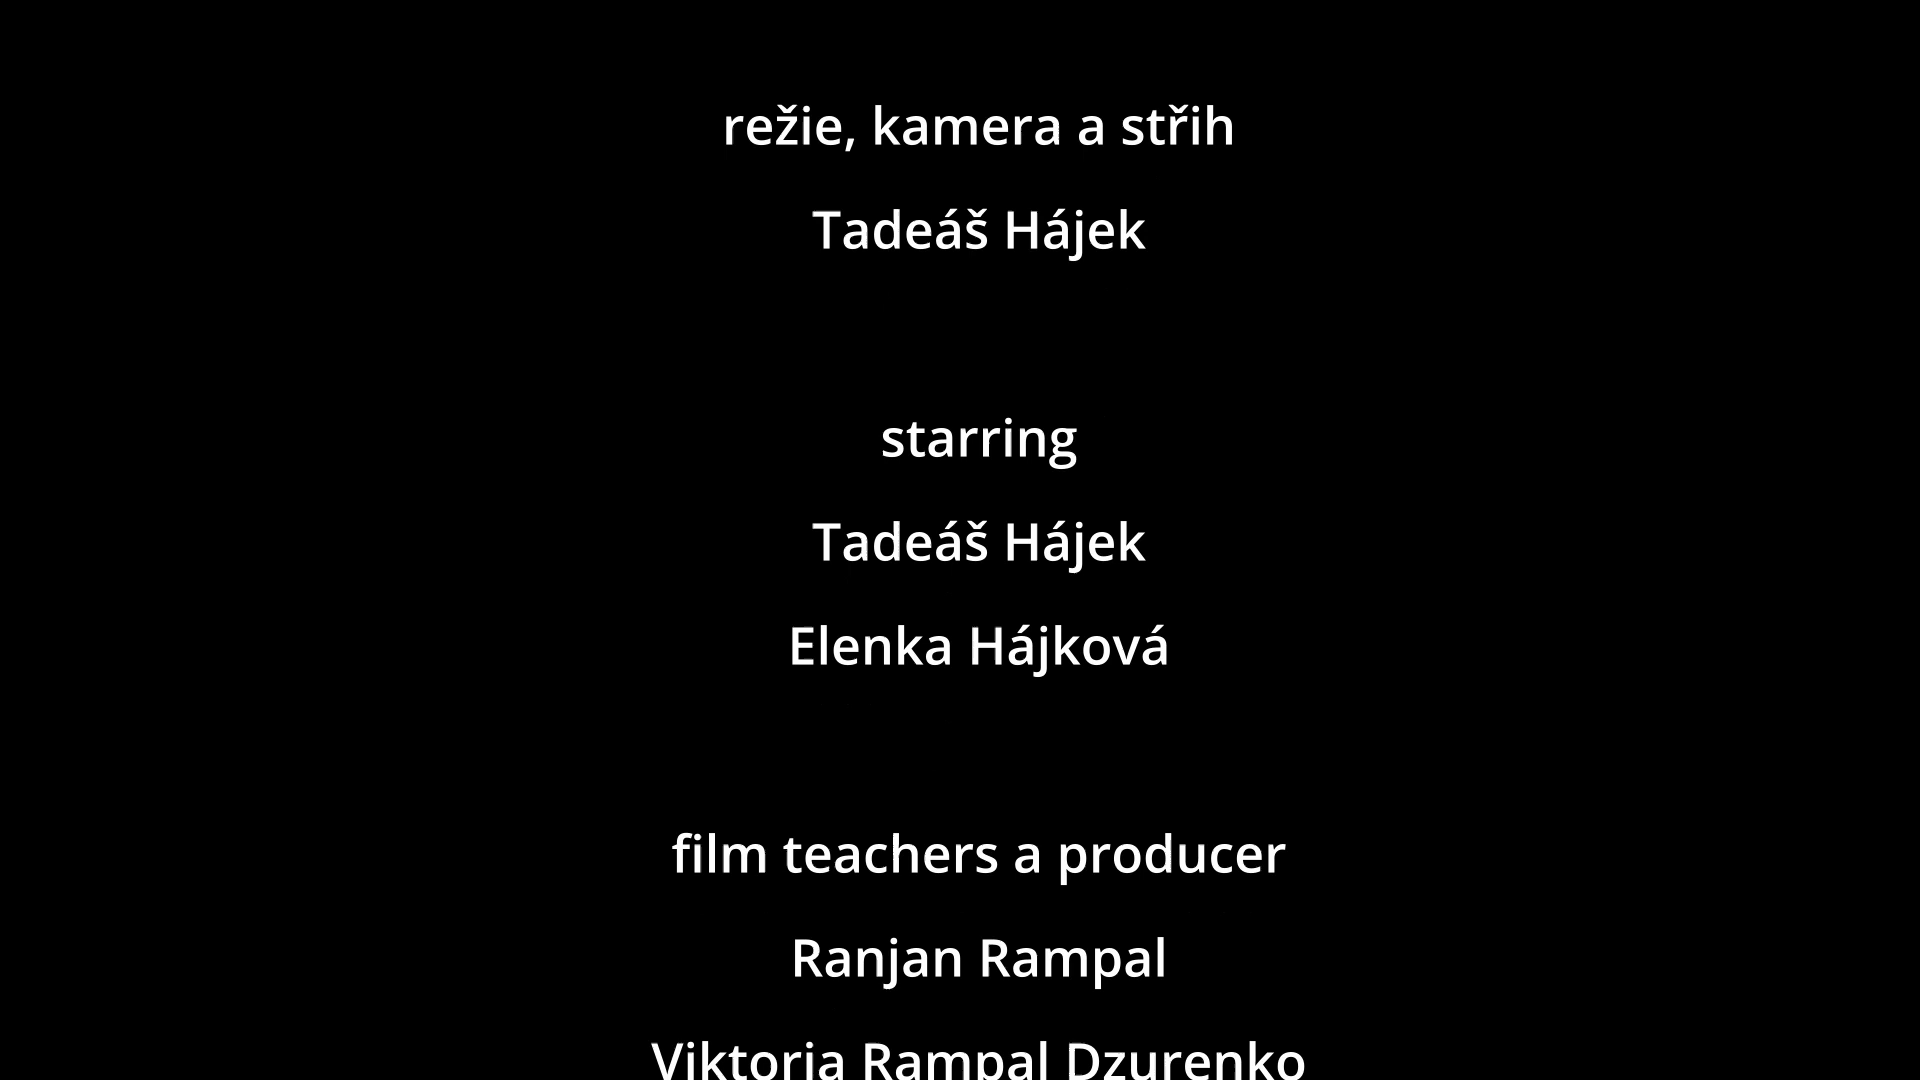 režie, kamera a střih
Tadeáš Hájek
starring
Tadeáš Hájek
Elenka Hájková
film teachers a producer
Ranjan Rampal
Viktoria Rampal Dzurenko